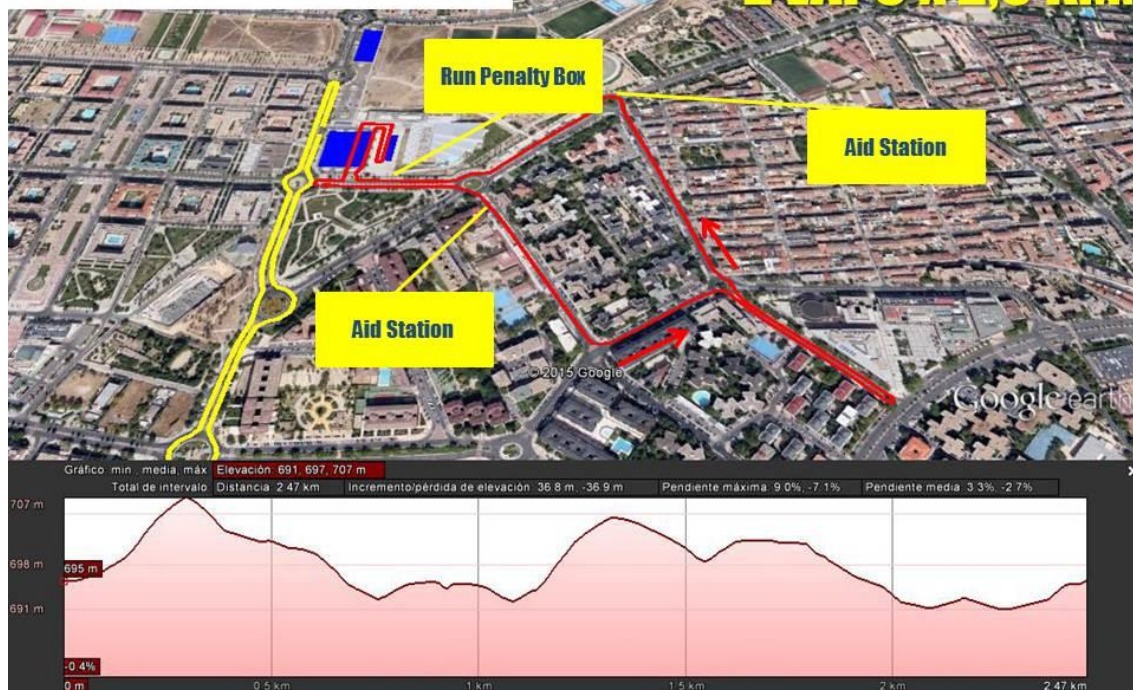 Run Penalty Box
Aid Station
Aid Station
© 2015 Google
Google earth
Gráfico: min., media, máx Elevación: 691, 697, 707 m
Total de intervalo: Distancia: 2.47 km Incremento/pérdida de elevación: 36.8 m, -36.9 m Pendiente máxima: 9.0%, -7.1% Pendiente media: 3.3%, -2.7%
707 m
698 m
695 m
691 m
-0.4%
0 m 0.5 km 1 km 1.5 km 2 km 2.47 km